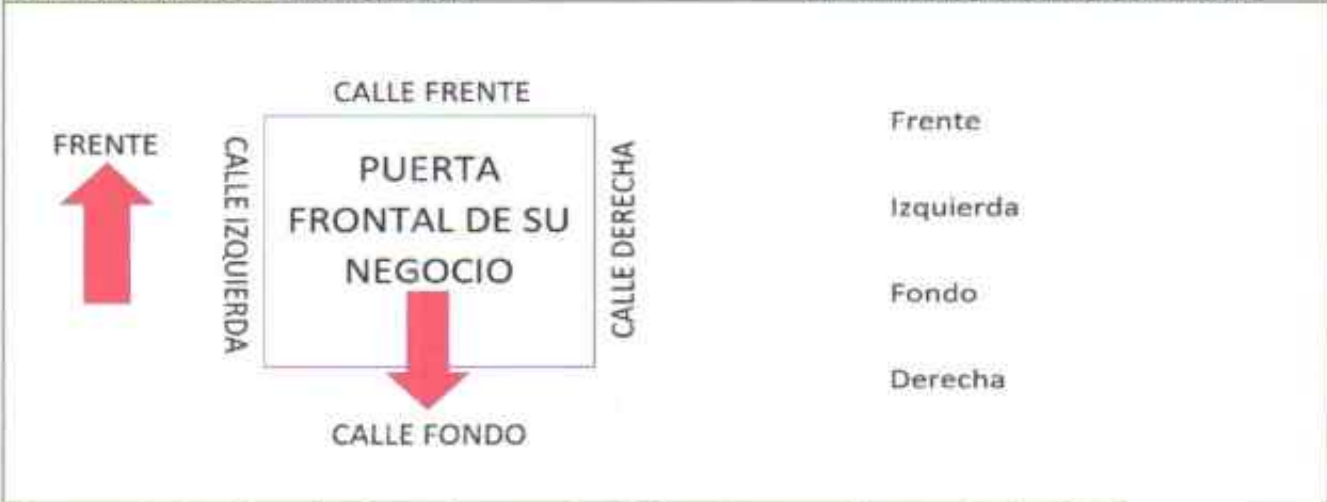 CALLE FRENTE
FRENTE
CALLE IZQUIERDA
PUERTA
FRONTAL DE SU
NEGOCIO
CALLE DERECHA
CALLE FONDO
Frente
Izquierda
Fondo
Derecha